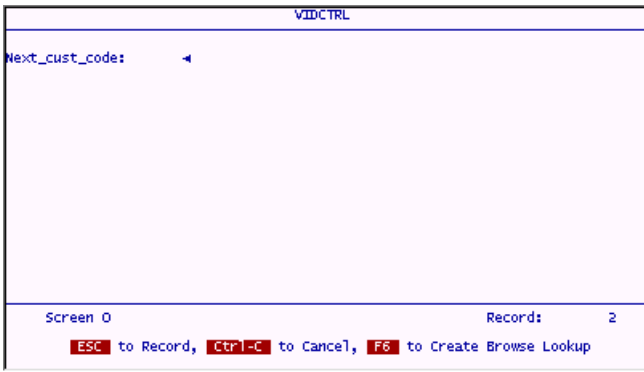 VIDCTRL
Next_cust_code:
Screen 0 Record: 2
ESC to Record, Ctrl-C to Cancel, F6 to Create Browse Lookup